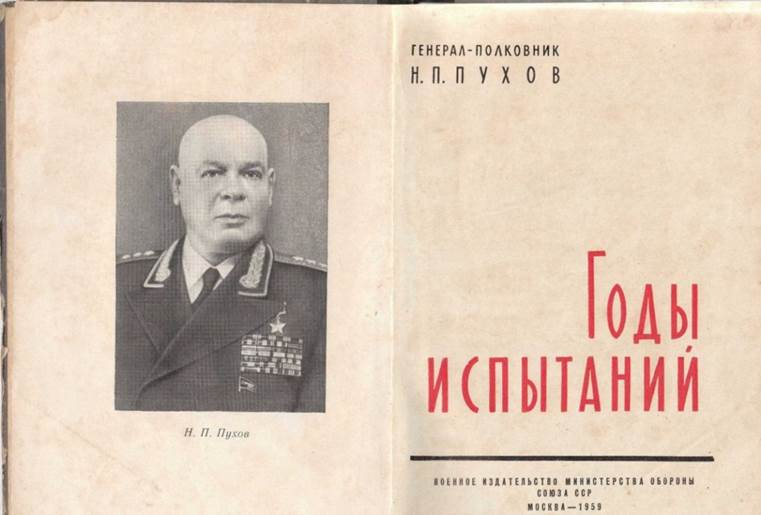 Н. П. Пухов
ГЕНЕРАЛ-ПОЛКОВНИК
Н. П. ПУХОВ
ГОДЫ
ИСПЫТАНИЙ
ВОЕННОЕ ИЗДАТЕЛЬСТВО МИНИСТЕРСТВА ОБОРОНЫ
СОЮЗА ССР
МОСКВА—1959